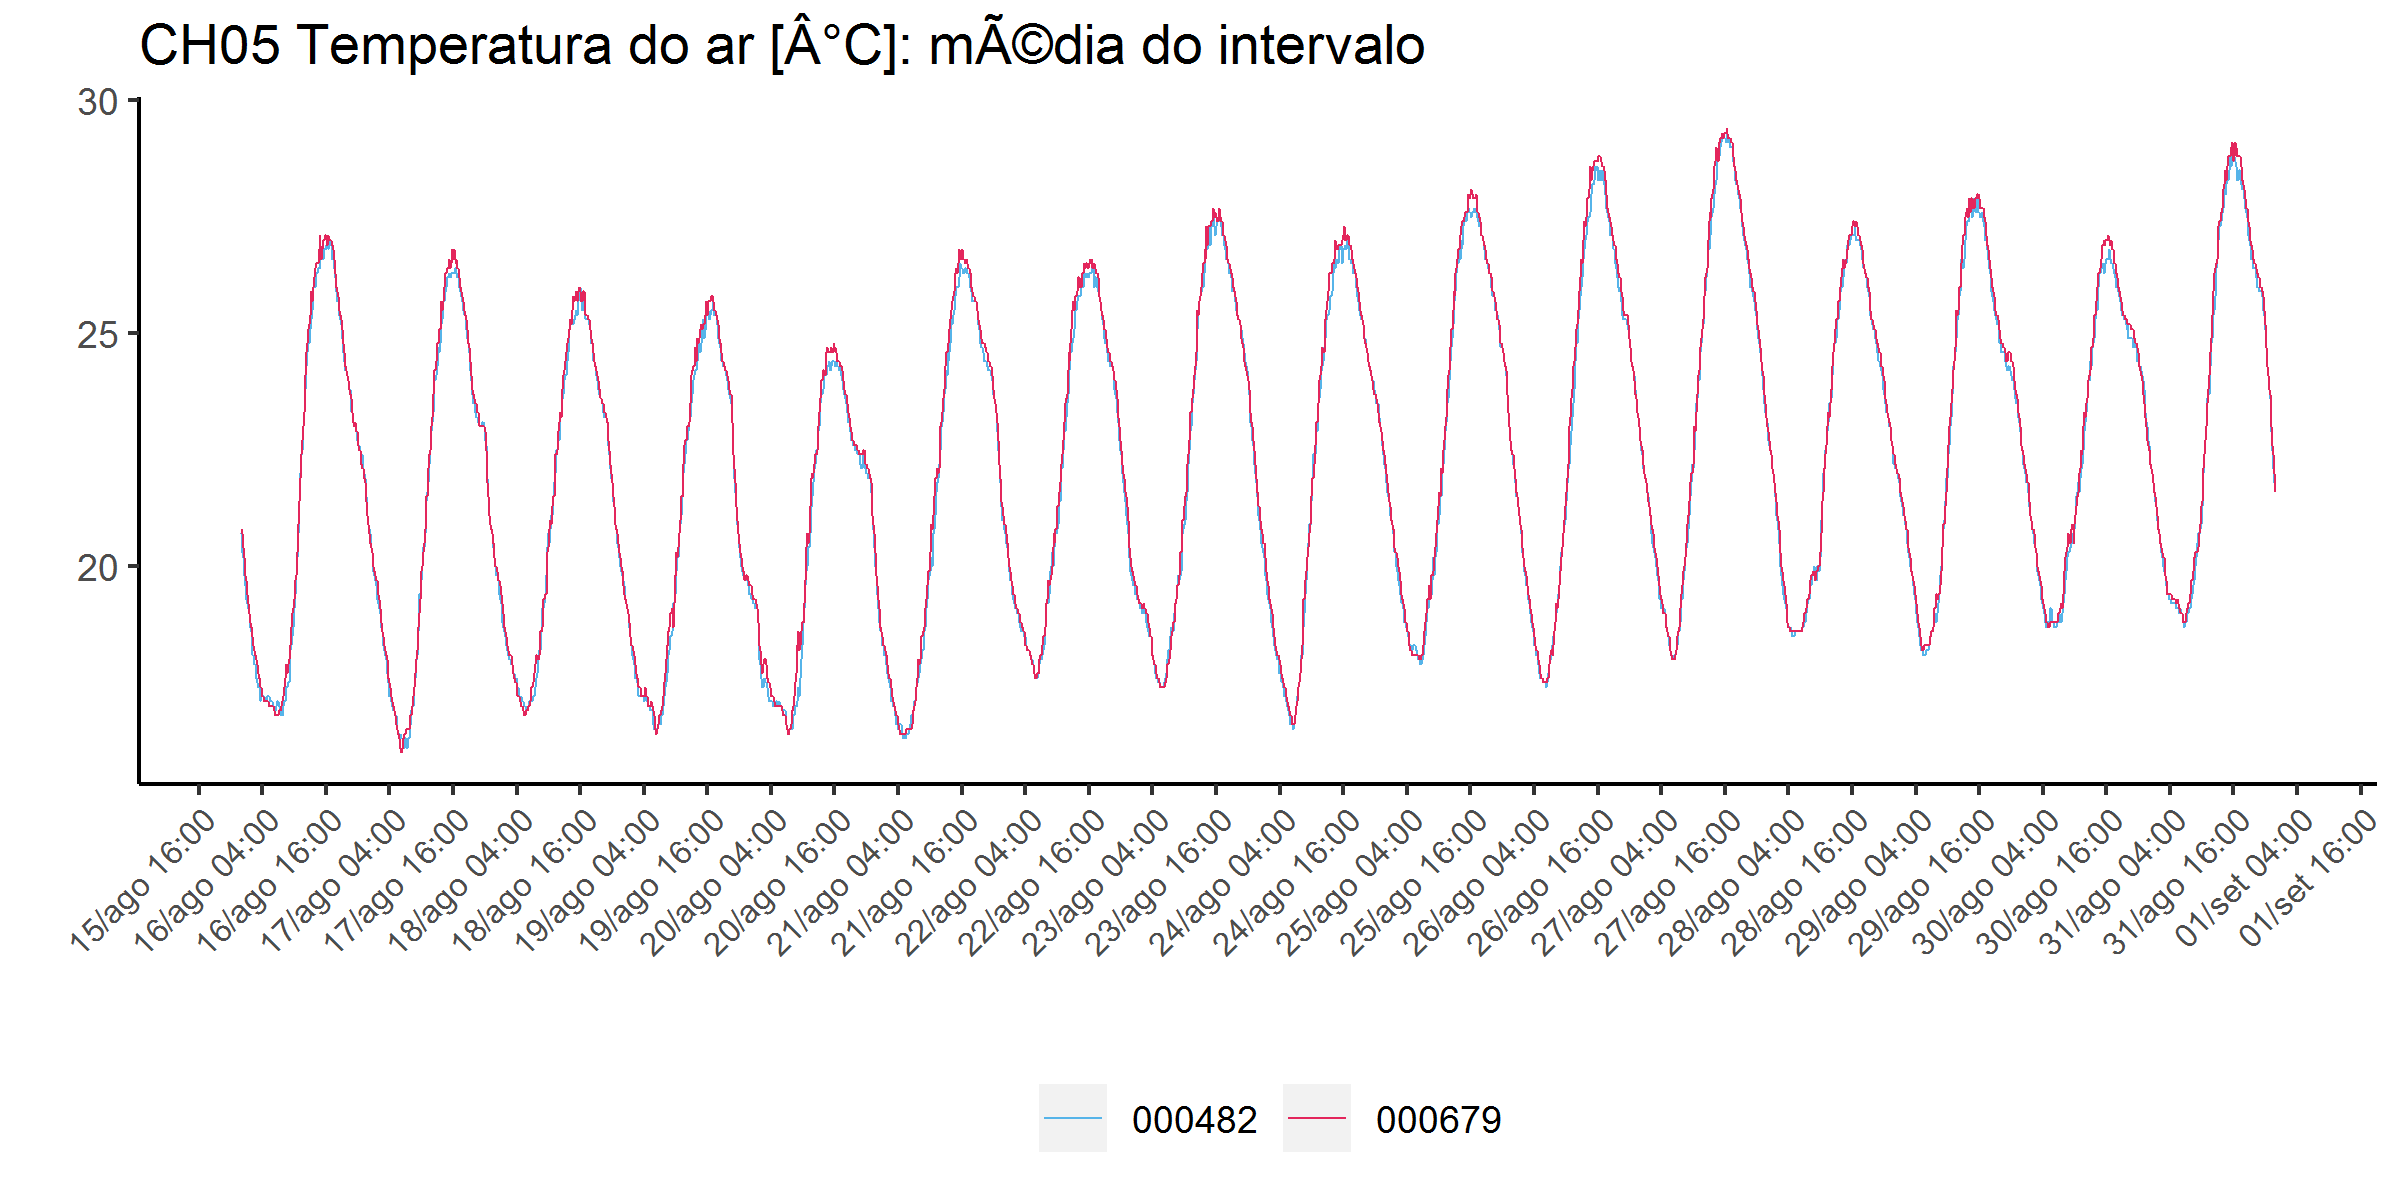 CH05 Temperatura do ar [Â°C]: mÃ©dia do intervalo
30
25
20
15/ago 16:00
16/ago 04:00
16/ago 16:00
17/ago 04:00
17/ago 16:00
18/ago 04:00
18/ago 16:00
19/ago 04:00
19/ago 16:00
20/ago 04:00
20/ago 16:00
21/ago 04:00
21/ago 16:00
22/ago 04:00
22/ago 16:00
23/ago 04:00
23/ago 16:00
24/ago 04:00
24/ago 16:00
25/ago 04:00
25/ago 16:00
26/ago 04:00
26/ago 16:00
27/ago 04:00
27/ago 16:00
28/ago 04:00
28/ago 16:00
29/ago 04:00
29/ago 16:00
30/ago 04:00
30/ago 16:00
31/ago 04:00
31/ago 16:00
01/set 04:00
01/set 16:00
000482
000679